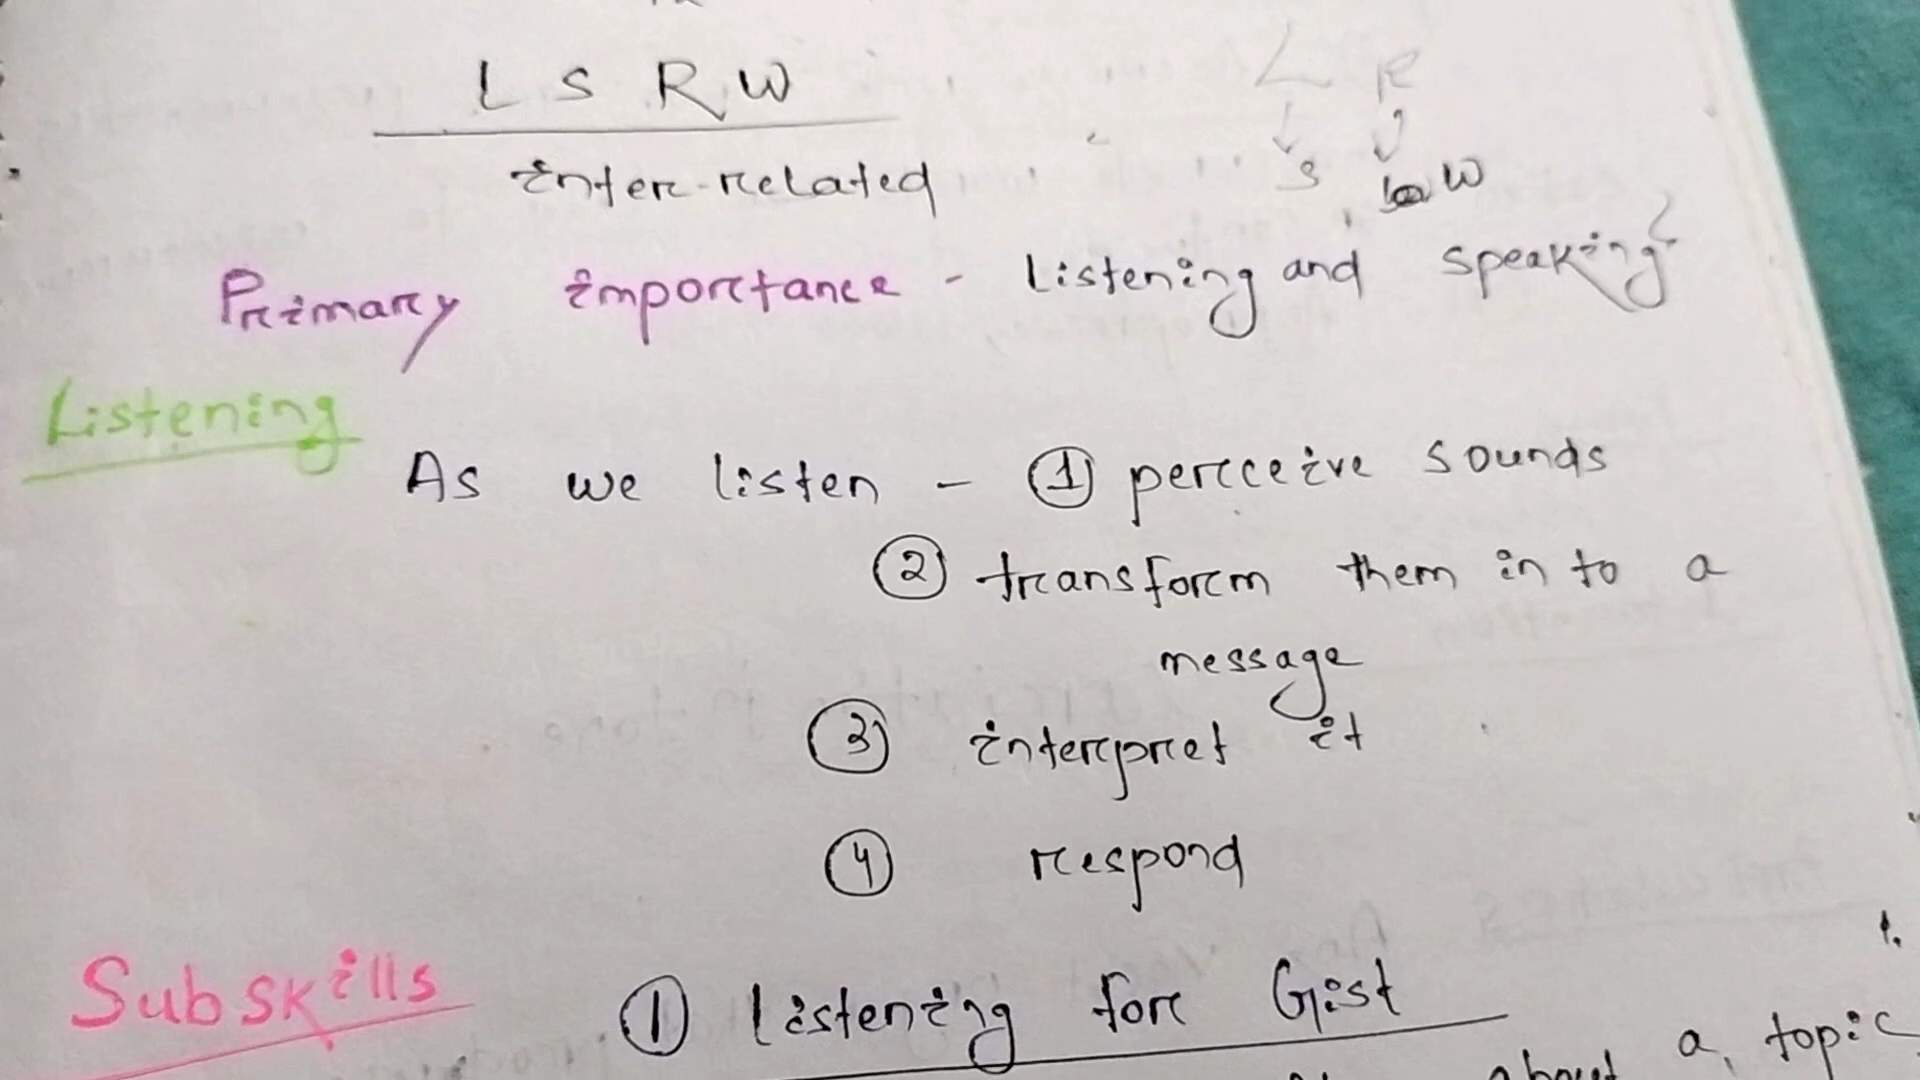 L S R W
L R
inter-related
S W
Primary importance - Listening and speaking
Listening
As we listen - ① perceive sounds
② transform them in to a
message
③ interpret it
④ respond
Subskills
① Listening for Gist
about a topic